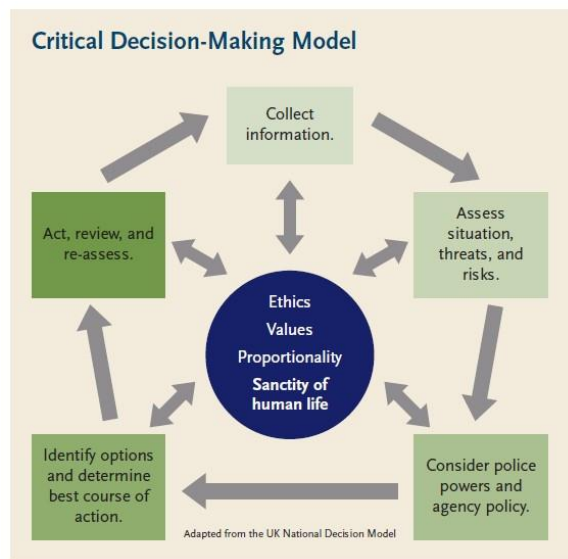 Critical Decision-Making Model
Collect
information.
Assess
situation,
threats, and
risks.
Consider police
powers and
agency policy.
Identify options
and determine
best course of
action.
Act, review, and
re-assess.
Ethics
Values
Proportionality
Sanctity of
human life
Adapted from the UK National Decision Model